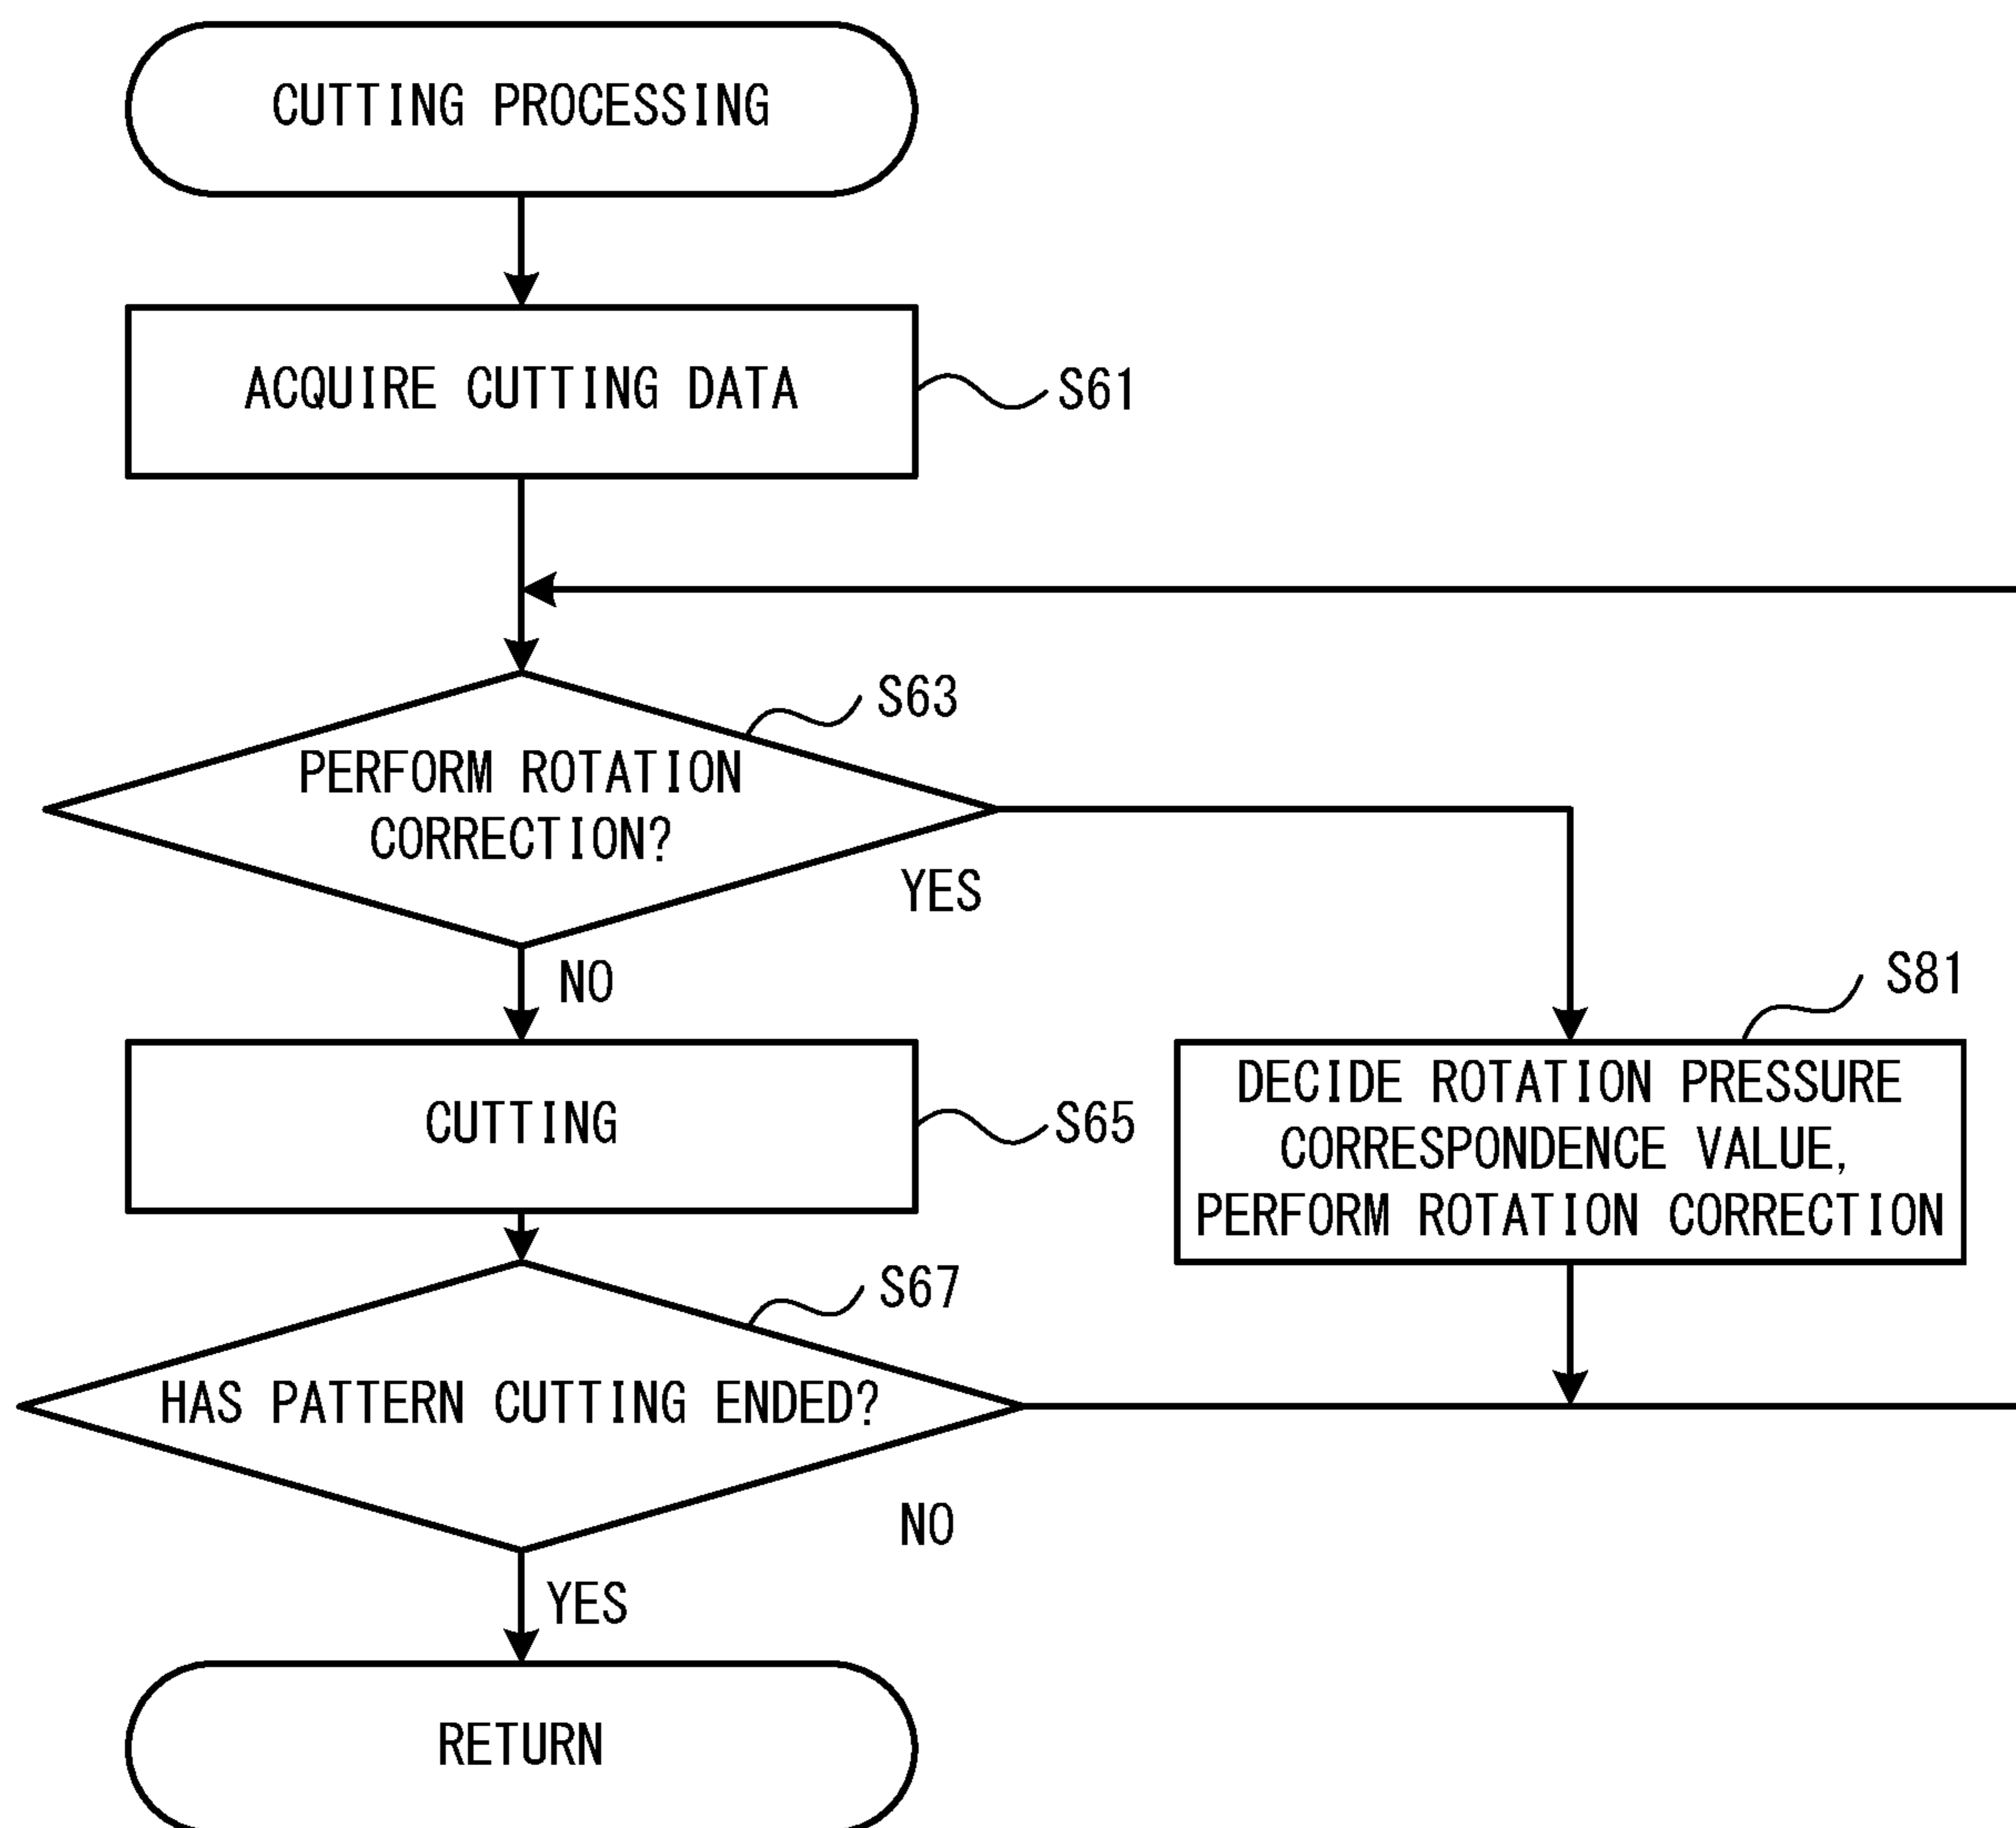 CUTTING PROCESSING
ACQUIRE CUTTING DATA
S61
S63
PERFORM ROTATION
CORRECTION?
YES
NO
S81
CUTTING
S65
DECIDE ROTATION PRESSURE
CORRESPONDENCE VALUE,
PERFORM ROTATION CORRECTION
S67
HAS PATTERN CUTTING ENDED?
NO
YES
RETURN